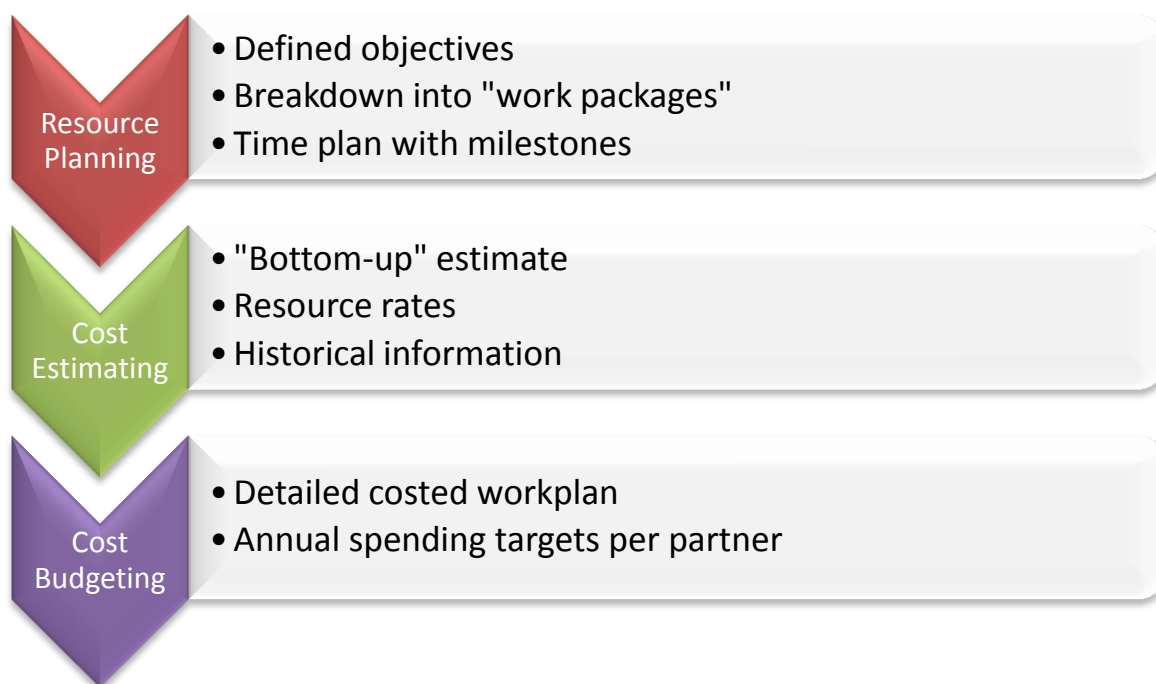 Resource
Planning
• Defined objectives
• Breakdown into "work packages"
• Time plan with milestones
Cost
Estimating
• "Bottom-up" estimate
• Resource rates
• Historical information
Cost
Budgeting
• Detailed costed workplan
• Annual spending targets per partner